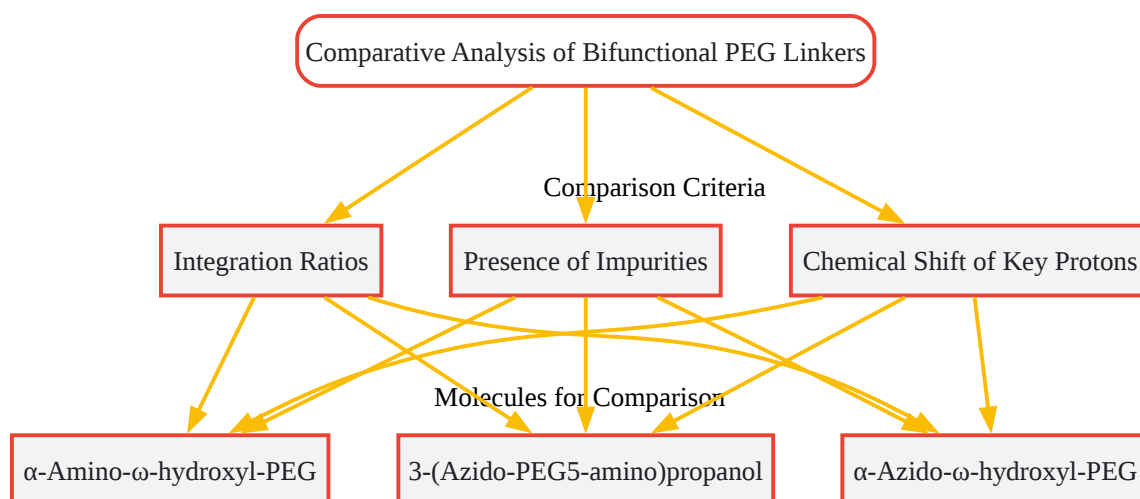 Comparative Analysis of Bifunctional PEG Linkers
Comparison Criteria
Integration Ratios
Presence of Impurities
Chemical Shift of Key Protons
Molecules for Comparison
α-Amino-ω-hydroxyl-PEG
3-(Azido-PEG5-amino)propanol
α-Azido-ω-hydroxyl-PEG